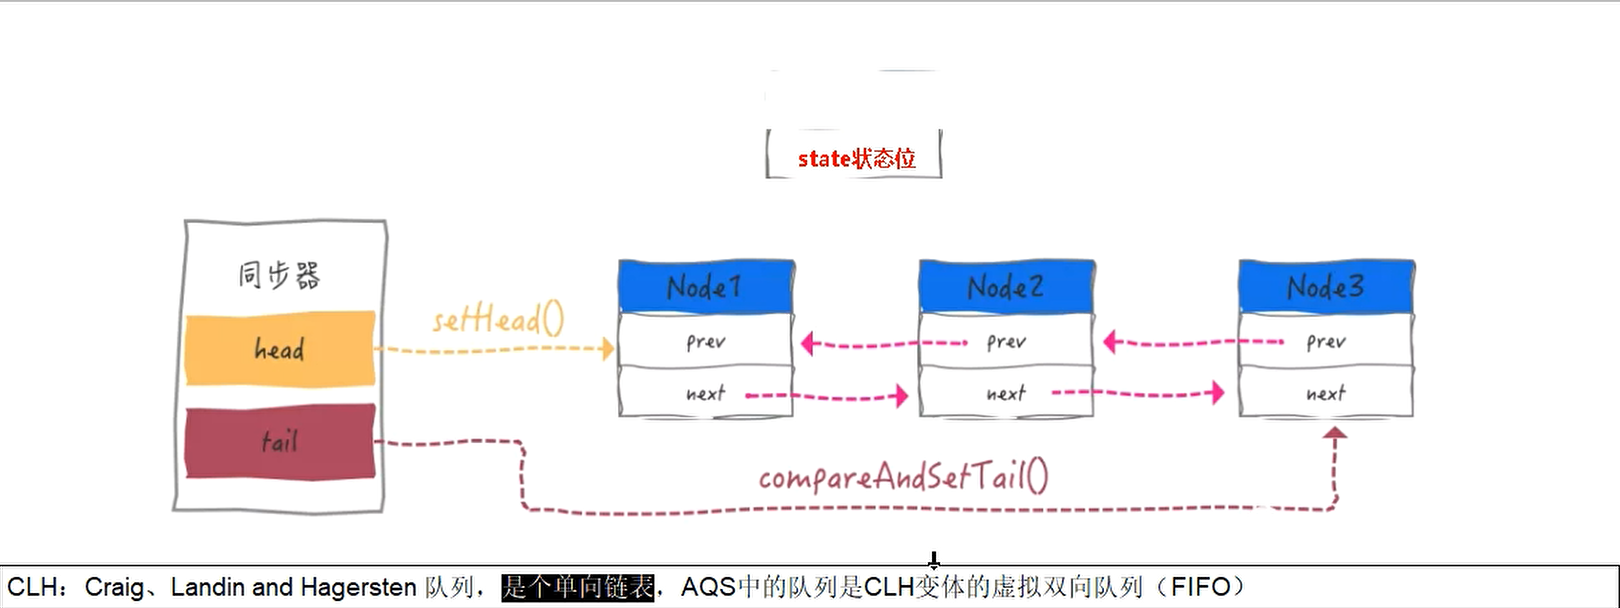 state状态位
同步器
head
tail
setHead()
Node1
prev
next
Node2
prev
next
Node3
prev
next
compareAndSetTail()
CLH：Craig、Landin and Hagersten 队列，是个单向链表，AQS中的队列是CLH变体的虚拟双向队列（FIFO）